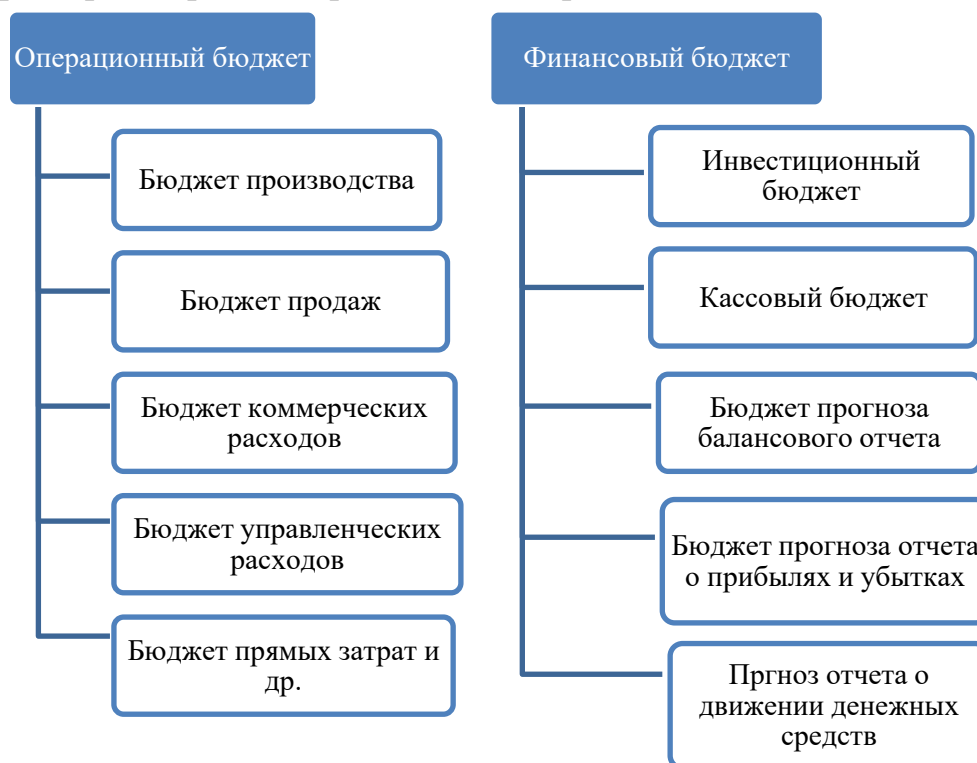 Операционный бюджет
Бюджет производства
Бюджет продаж
Бюджет коммерческих
расходов
Бюджет управленческих
расходов
Бюджет прямых затрат и
др.
Финансовый бюджет
Инвестиционный
бюджет
Кассовый бюджет
Бюджет прогноза
балансового отчета
Бюджет прогноза отчета
о прибылях и убытках
Пргноз отчета о
движении денежных
средств